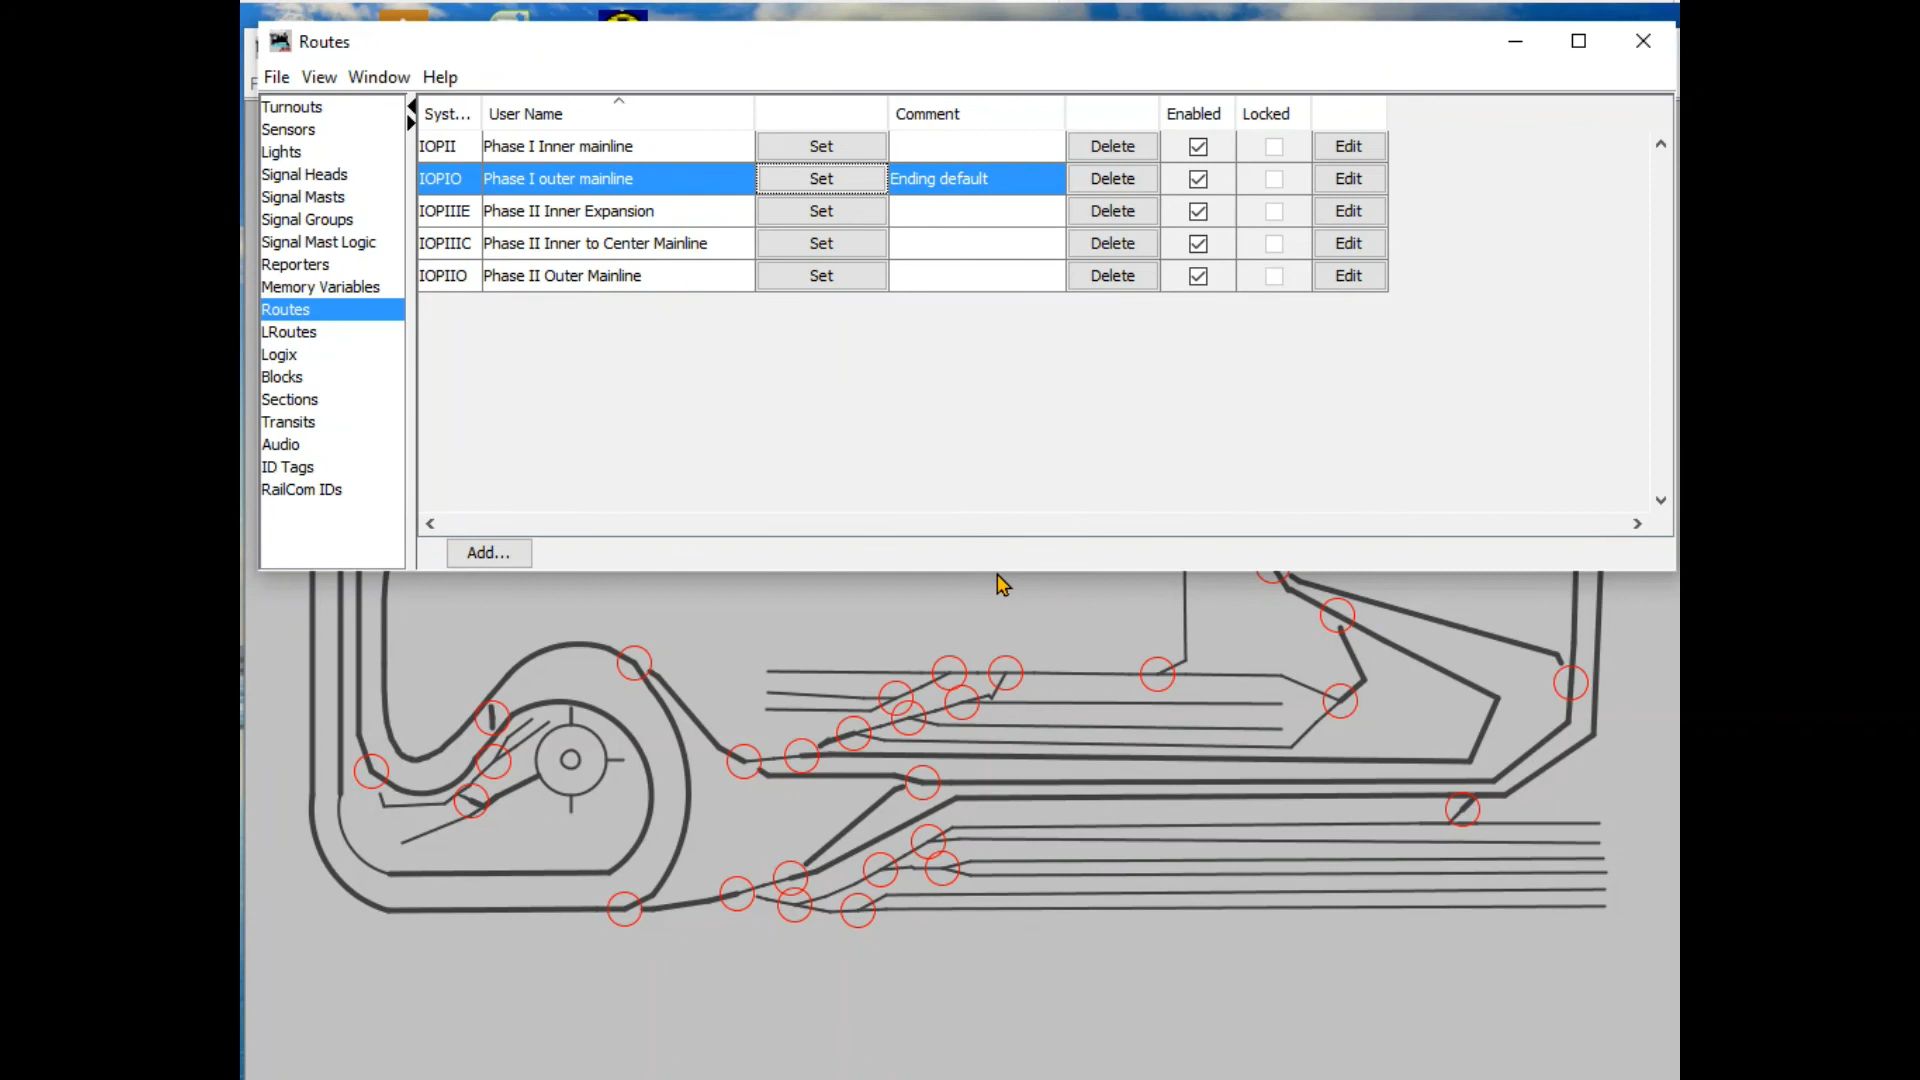 Routes
File View Window Help
Turnouts
Sensors
Lights
Signal Heads
Signal Masts
Signal Groups
Signal Mast Logic
Reporters
Memory Variables
Routes
LRoutes
Logix
Blocks
Sections
Transits
Audio
ID Tags
RailCom IDs
Syst... User Name Comment Enabled Locked
IOPII Phase I Inner mainline Set Delete Edit
IOPIO Phase I outer mainline Set Ending default Delete Edit
IOPIIIE Phase II Inner Expansion Set Delete Edit
IOPIIIC Phase II Inner to Center Mainline Set Delete Edit
IOPIIO Phase II Outer Mainline Set Delete Edit
Add...